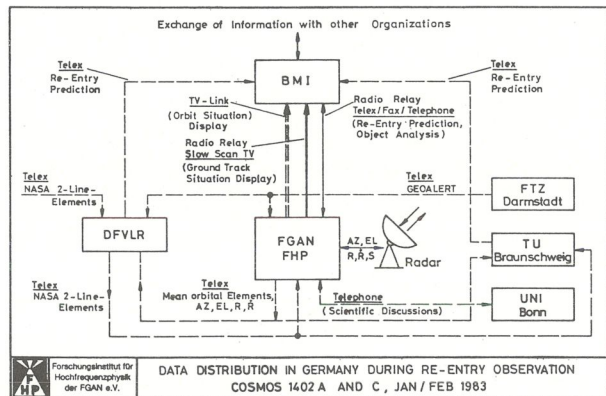 Exchange of Information with other Organizations
Telex
Re-Entry
Prediction
BMI
Telex
Re-Entry
Prediction
TV-Link
(Orbit Situation)
Display
Radio Relay
Slow Scan TV
(Ground Track
Situation Display)
Radio Relay
Telex/Fax/Telephone
(Re-Entry Prediction,
Object Analysis)
Telex
NASA 2-Line-
Elements
Telex
GEOALERT
FTZ
Darmstadt
DFVLR
FGAN
FHP
AZ, EL
R, Ṙ, S
Radar
TU
Braunschweig
Telex
NASA 2-Line-
Elements
Telex
Mean orbital Elements,
AZ, EL, R, Ṙ
Telephone
(Scientific Discussions)
UNI
Bonn
FHP
Forschungsinstitut für
Hochfrequenzphysik
der FGAN e.V.
DATA DISTRIBUTION IN GERMANY DURING RE-ENTRY OBSERVATION
COSMOS 1402 A AND C, JAN / FEB 1983